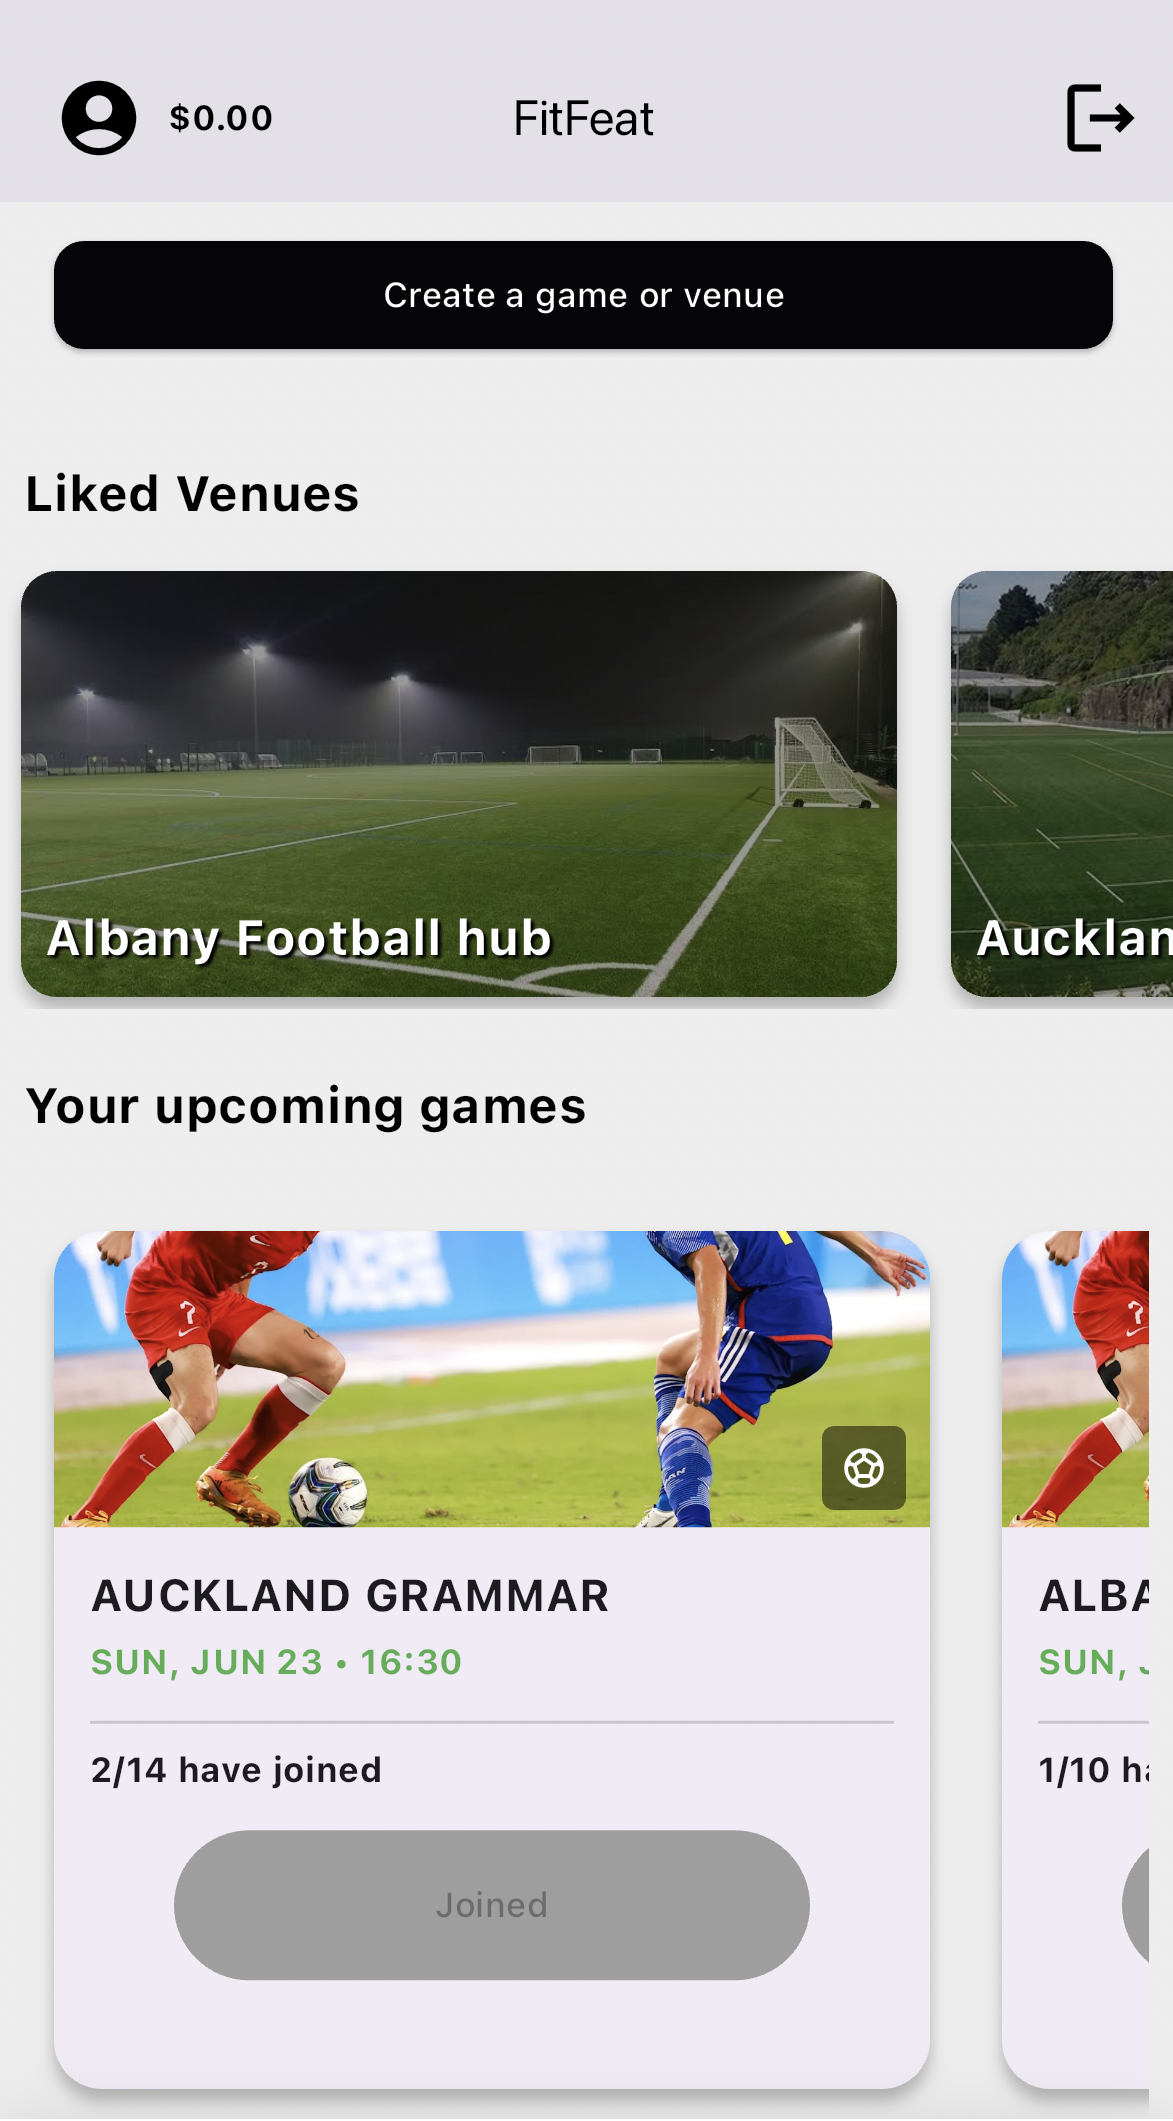 $0.00
FitFeat
Create a game or venue
Liked Venues
Albany Football hub
Aucklan
Your upcoming games
AUCKLAND GRAMMAR
SUN, JUN 23 • 16:30
2/14 have joined
Joined
ALBA
SUN, J
1/10 ha